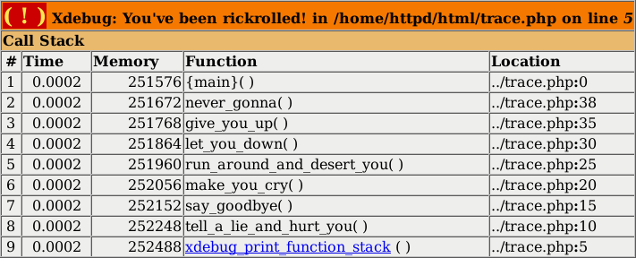 ( ! ) Xdebug: You've been rickrolled! in /home/httpd/html/trace.php on line 5
Call Stack
# Time Memory Function Location
1 0.0002 251576 {main}( ) ../trace.php:0
2 0.0002 251672 never_gonna( ) ../trace.php:38
3 0.0002 251768 give_you_up( ) ../trace.php:35
4 0.0002 251864 let_you_down( ) ../trace.php:30
5 0.0002 251960 run_around_and_desert_you( ) ../trace.php:25
6 0.0002 252056 make_you_cry( ) ../trace.php:20
7 0.0002 252152 say_goodbye( ) ../trace.php:15
8 0.0002 252248 tell_a_lie_and_hurt_you( ) ../trace.php:10
9 0.0002 252488 xdebug_print_function_stack ( ) ../trace.php:5